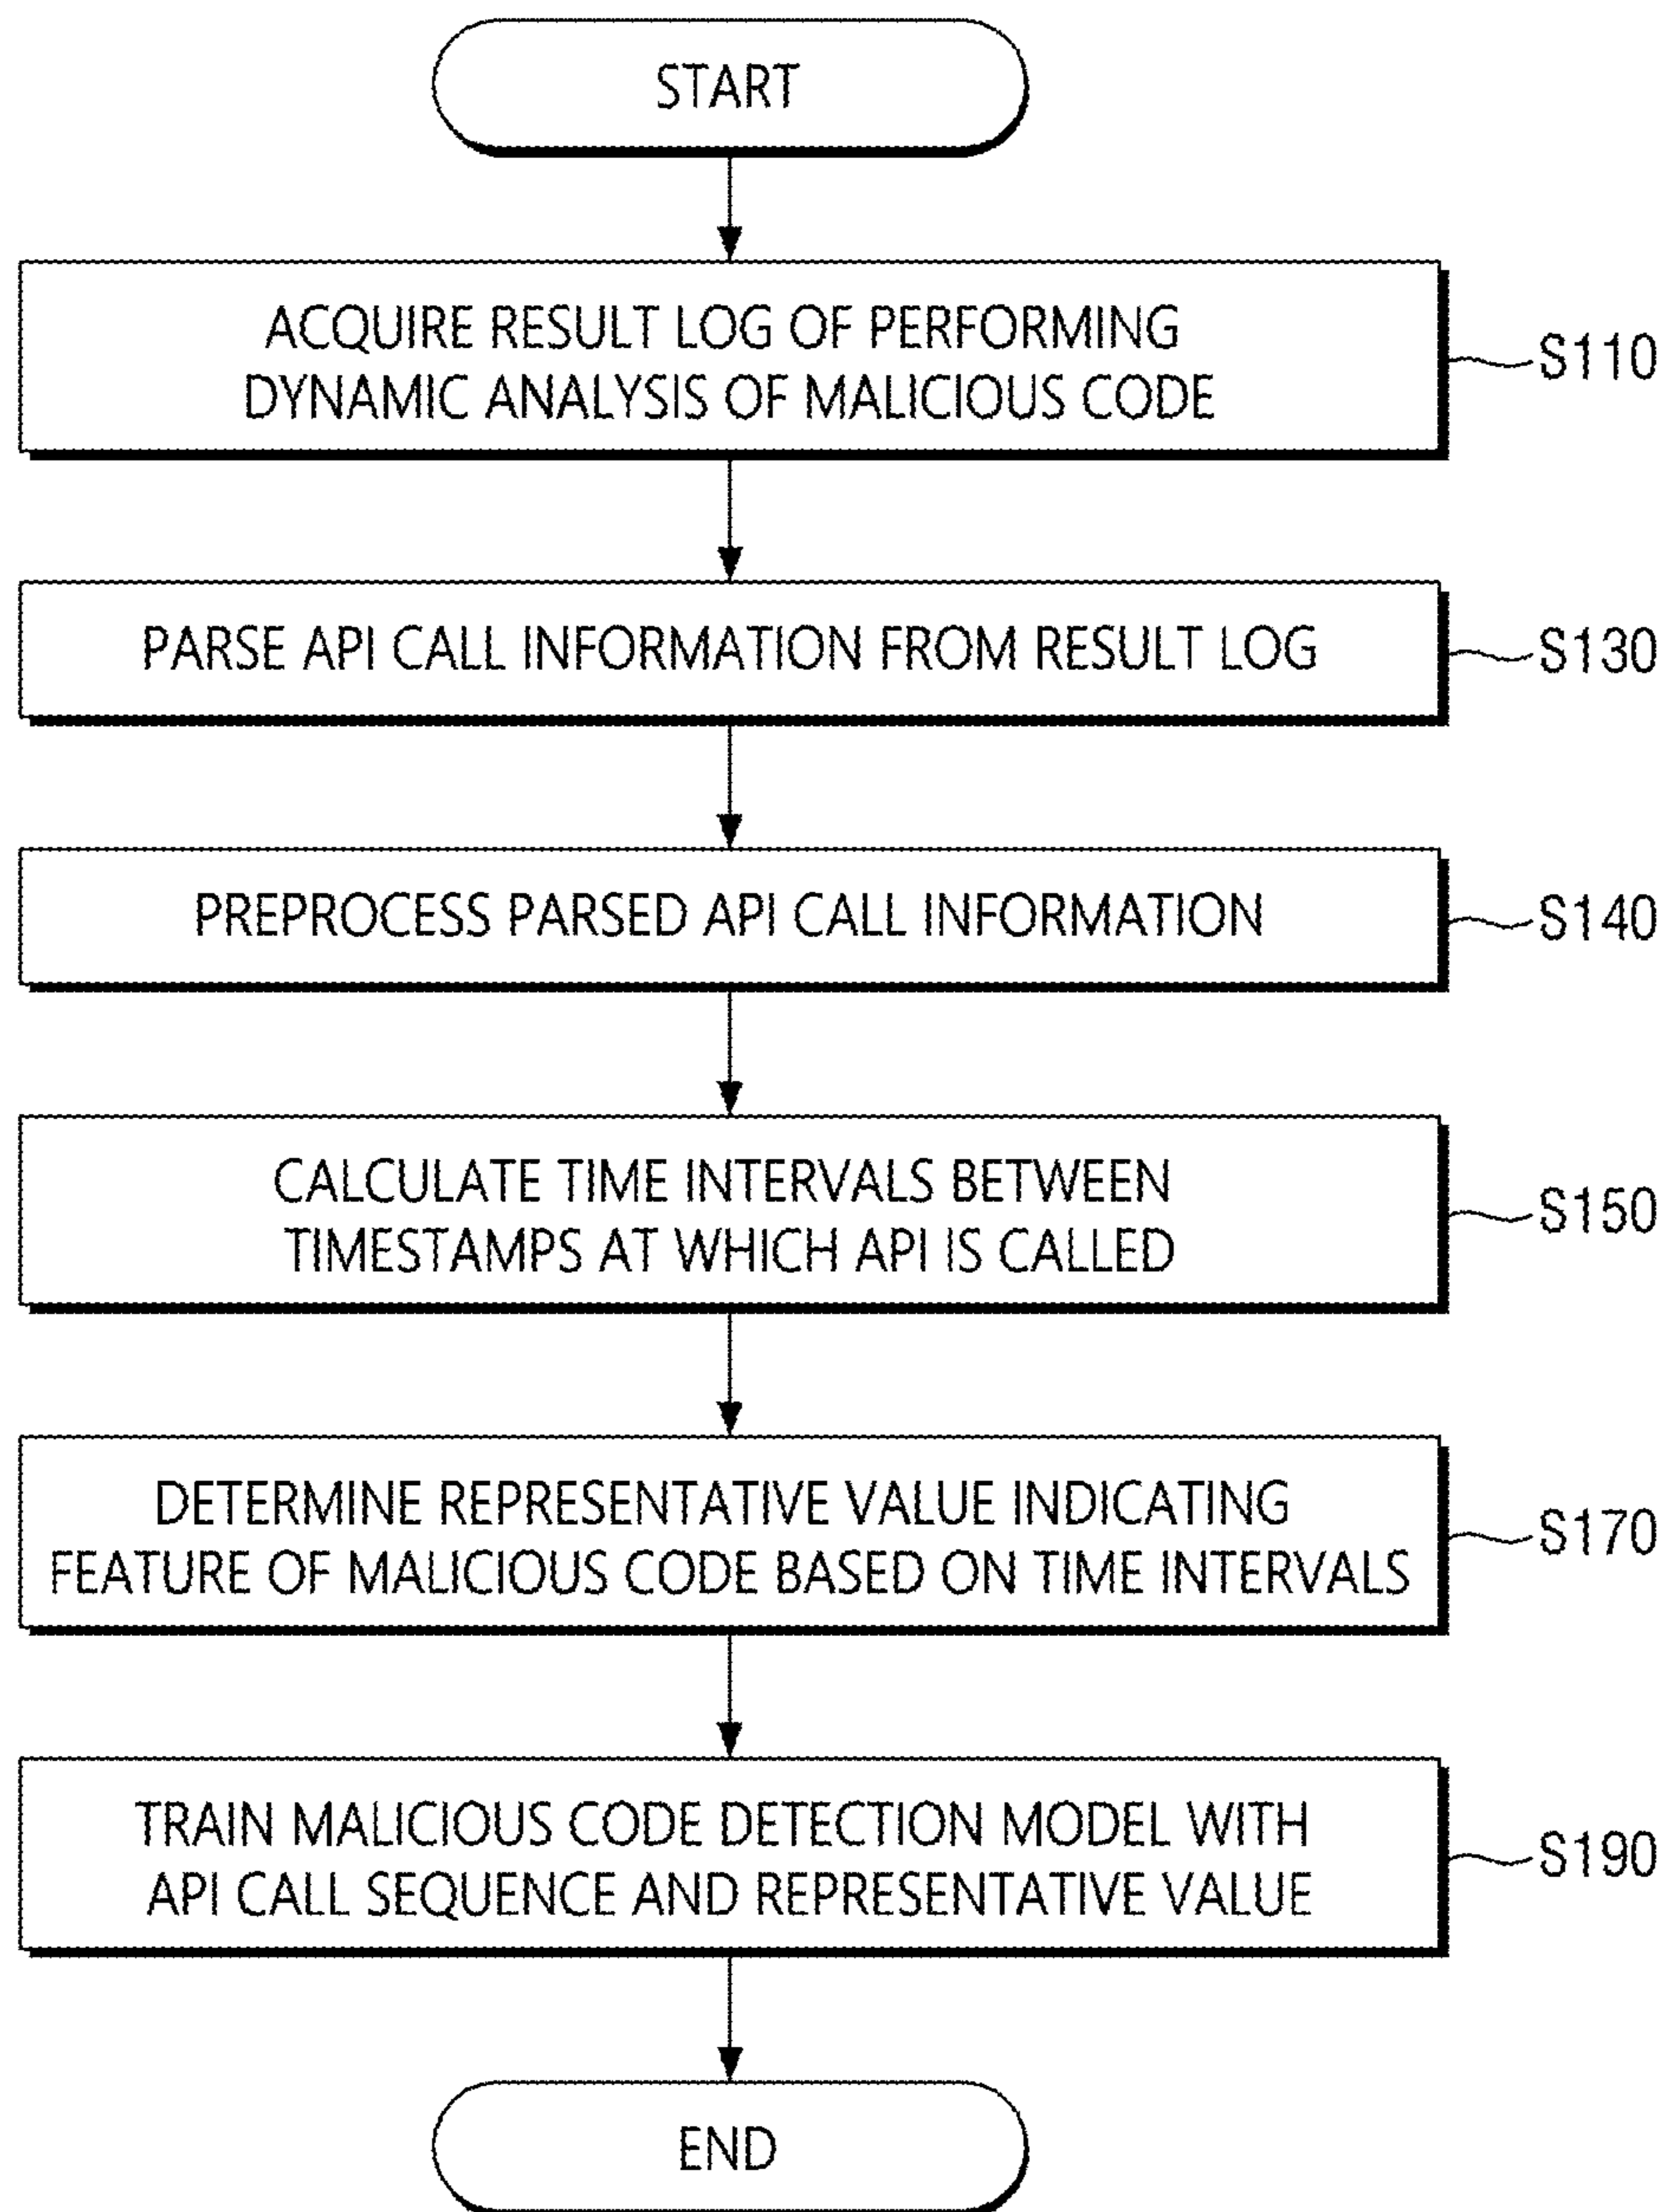 START
ACQUIRE RESULT LOG OF PERFORMING
DYNAMIC ANALYSIS OF MALICIOUS CODE
S110
PARSE API CALL INFORMATION FROM RESULT LOG
S130
PREPROCESS PARSED API CALL INFORMATION
S140
CALCULATE TIME INTERVALS BETWEEN
TIMESTAMPS AT WHICH API IS CALLED
S150
DETERMINE REPRESENTATIVE VALUE INDICATING
FEATURE OF MALICIOUS CODE BASED ON TIME INTERVALS
S170
TRAIN MALICIOUS CODE DETECTION MODEL WITH
API CALL SEQUENCE AND REPRESENTATIVE VALUE
S190
END